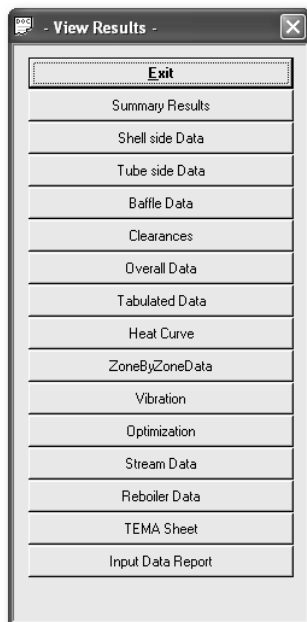 - View Results -
Exit
Summary Results
Shell side Data
Tube side Data
Baffle Data
Clearances
Overall Data
Tabulated Data
Heat Curve
ZoneByZoneData
Vibration
Optimization
Stream Data
Reboiler Data
TEMA Sheet
Input Data Report